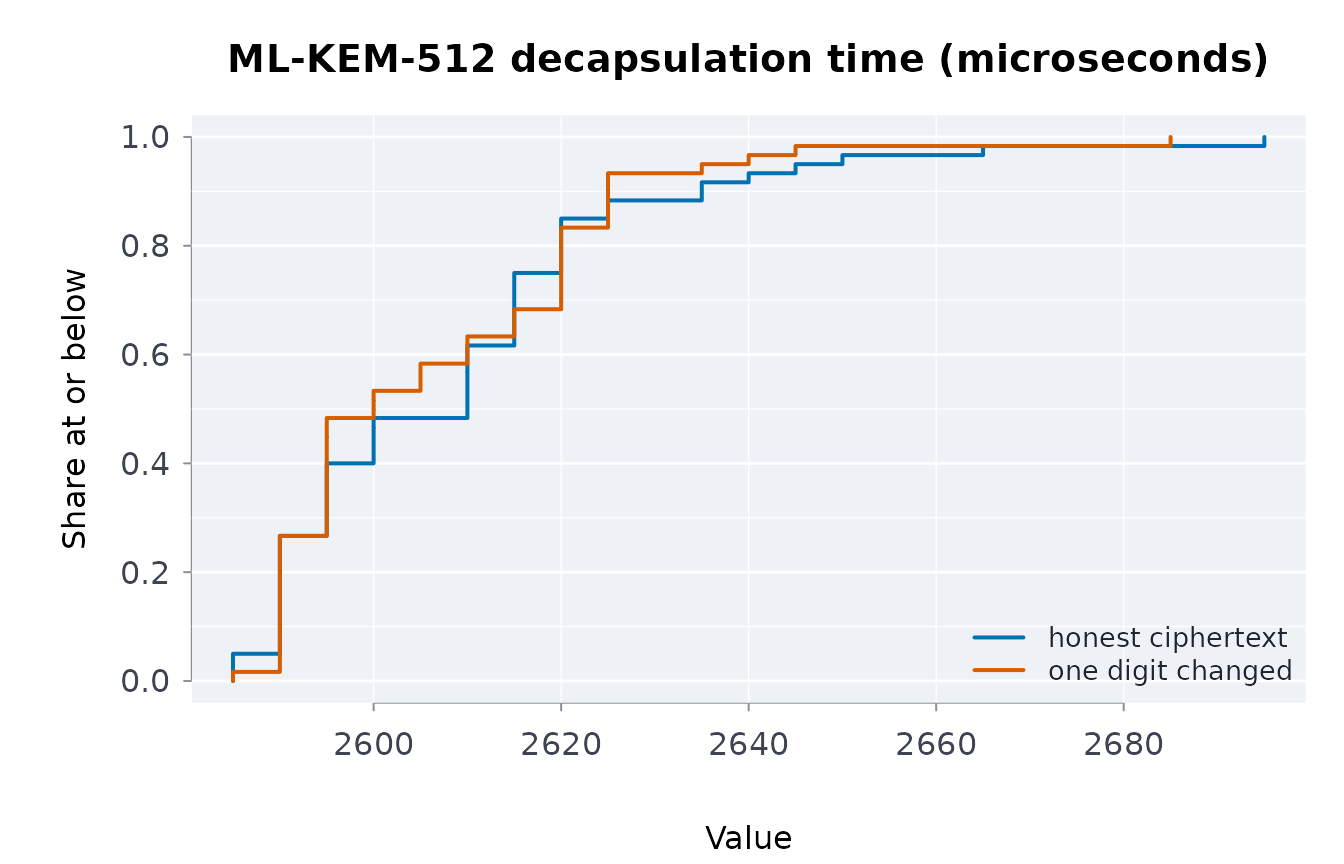 ML-KEM-512 decapsulation time (microseconds)
Share at or below
1.0
0.8
0.6
0.4
0.2
0.0
honest ciphertext
one digit changed
2600 2620 2640 2660 2680
Value